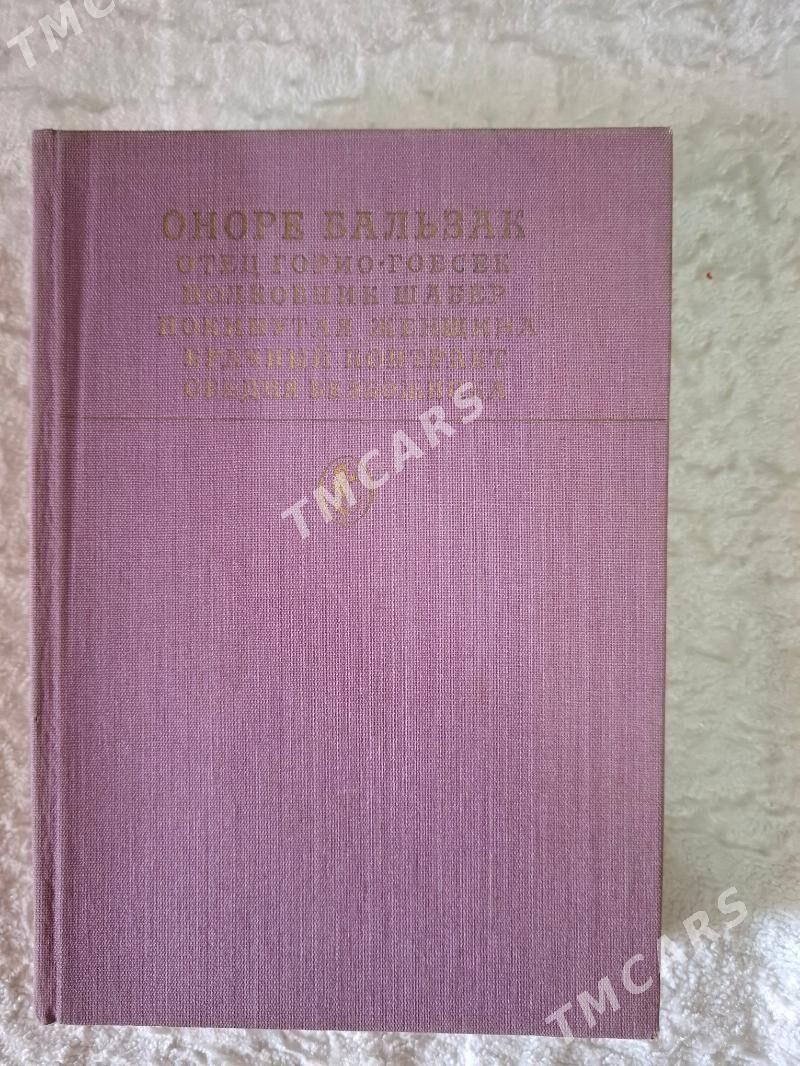 TMCARS
ОНОРЕ БАЛЬЗАК
ОТЕЦ ГОРИО·ГОБСЕК
ПОЛКОВНИК ШАБЕР
ПОКИНУТАЯ ЖЕНЩИНА
БРАЧНЫЙ КОНТРАКТ
ОБЕДНЯ БЕЗБОЖНИКА
TMCARS
TMCARS